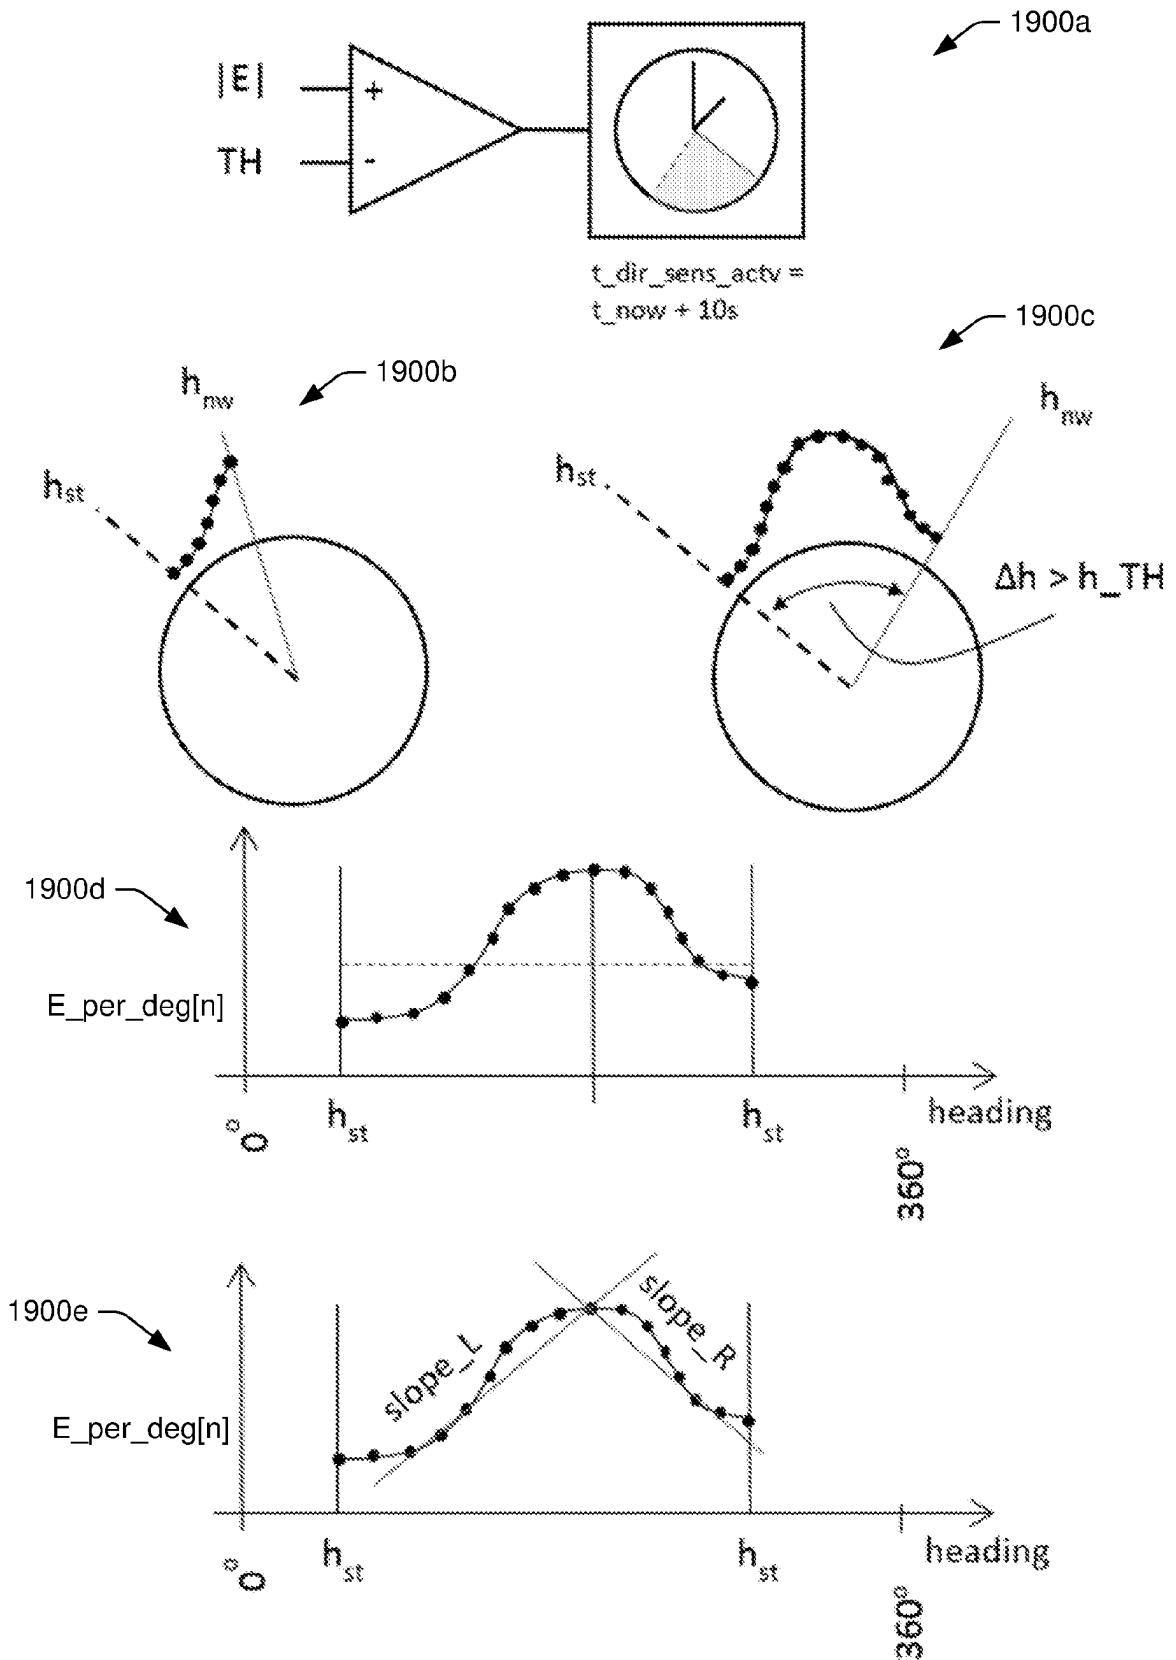 1900a
|E|
+
TH
-
t_dir_sens_actv =
t_now + 10s
1900c
1900b
h_nw
h_st
h_nw
h_st
Δh > h_TH
1900d
E_per_deg[n]
h_st
h_st
heading
0°
360°
1900e
slope_L
slope_R
E_per_deg[n]
h_st
h_st
heading
0°
360°